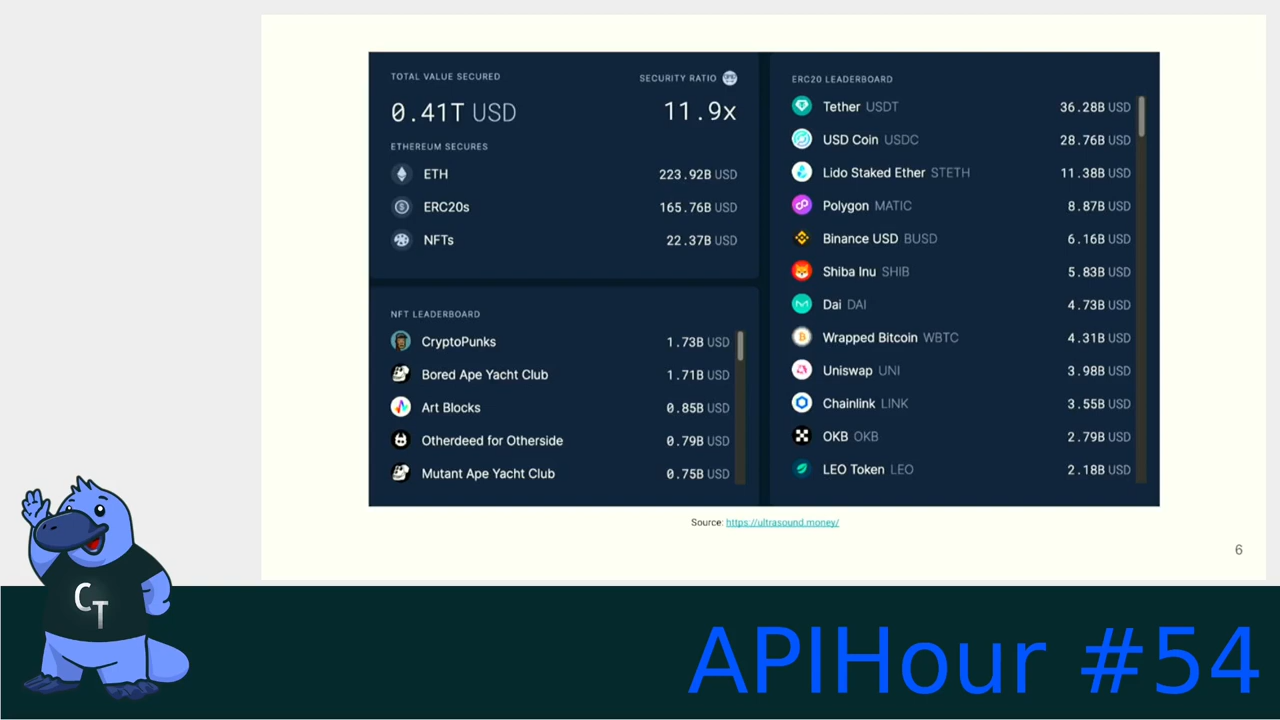 TOTAL VALUE SECURED
SECURITY RATIO
0.41T USD
11.9x
ETHEREUM SECURES
ETH 223.92B USD
ERC20s 165.76B USD
NFTs 22.37B USD
NFT LEADERBOARD
CryptoPunks 1.73B USD
Bored Ape Yacht Club 1.71B USD
Art Blocks 0.85B USD
Otherdeed for Otherside 0.79B USD
Mutant Ape Yacht Club 0.75B USD
ERC20 LEADERBOARD
Tether USDT 36.28B USD
USD Coin USDC 28.76B USD
Lido Staked Ether STETH 11.38B USD
Polygon MATIC 8.87B USD
Binance USD BUSD 6.16B USD
Shiba Inu SHIB 5.83B USD
Dai DAI 4.73B USD
Wrapped Bitcoin WBTC 4.31B USD
Uniswap UNI 3.98B USD
Chainlink LINK 3.55B USD
OKB OKB 2.79B USD
LEO Token LEO 2.18B USD
Source: https://ultrasound.money/
6
CT
APIHour #54